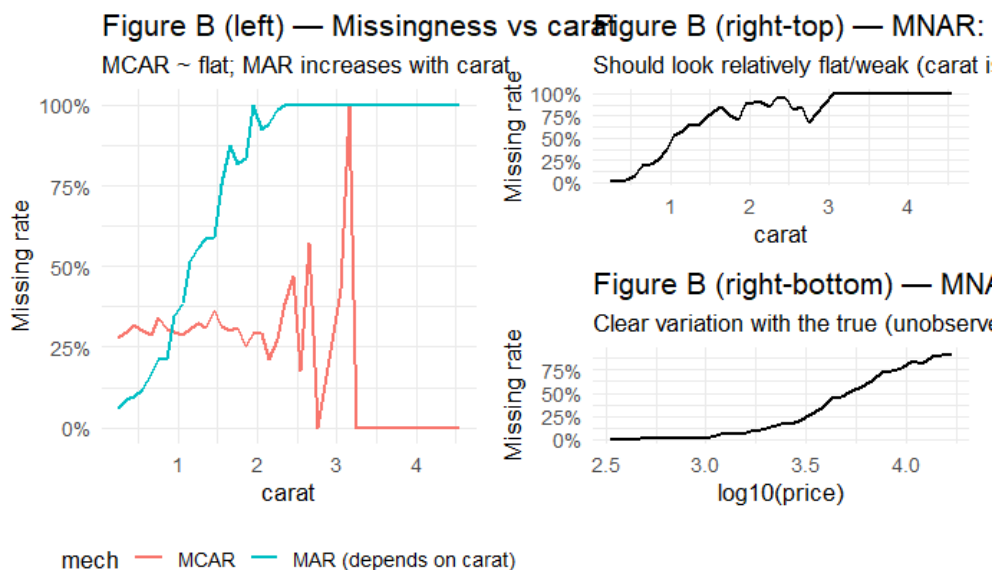 Figure B (left) — Missingness vs carat
MCAR ~ flat; MAR increases with carat
100%
75%
50%
25%
0%
Missing rate
1 2 3 4
carat
mech MCAR MAR (depends on carat)
Figure B (right-top) — MNAR:
Should look relatively flat/weak (carat is
100%
75%
50%
25%
0%
Missing rate
1 2 3 4
carat
Figure B (right-bottom) — MNA
Clear variation with the true (unobserve
75%
50%
25%
0%
Missing rate
2.5 3.0 3.5 4.0
log10(price)